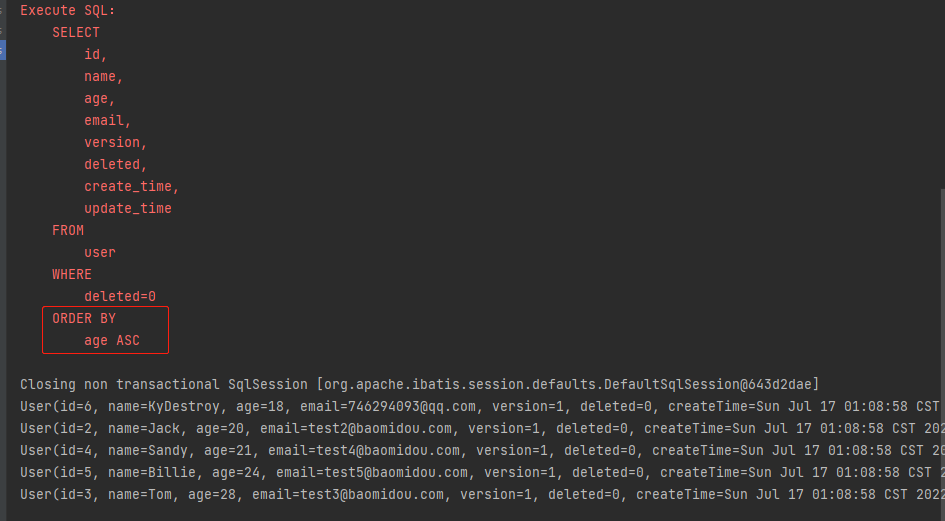 Execute SQL:
SELECT
id,
name,
age,
email,
version,
deleted,
create_time,
update_time
FROM
user
WHERE
deleted=0
ORDER BY
age ASC
Closing non transactional SqlSession [org.apache.ibatis.session.defaults.DefaultSqlSession@643d2dae]
User(id=6, name=KyDestroy, age=18, email=746294093@qq.com, version=1, deleted=0, createTime=Sun Jul 17 01:08:58 CST
User(id=2, name=Jack, age=20, email=test2@baomidou.com, version=1, deleted=0, createTime=Sun Jul 17 01:08:58 CST 202
User(id=4, name=Sandy, age=21, email=test4@baomidou.com, version=1, deleted=0, createTime=Sun Jul 17 01:08:58 CST 20
User(id=5, name=Billie, age=24, email=test5@baomidou.com, version=1, deleted=0, createTime=Sun Jul 17 01:08:58 CST 2
User(id=3, name=Tom, age=28, email=test3@baomidou.com, version=1, deleted=0, createTime=Sun Jul 17 01:08:58 CST 2022